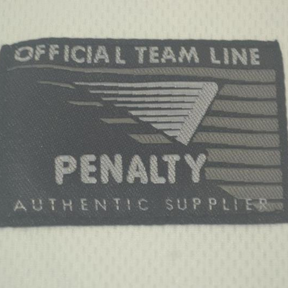 OFFICIAL TEAM LINE
PENALTY
AUTHENTIC SUPPLIER